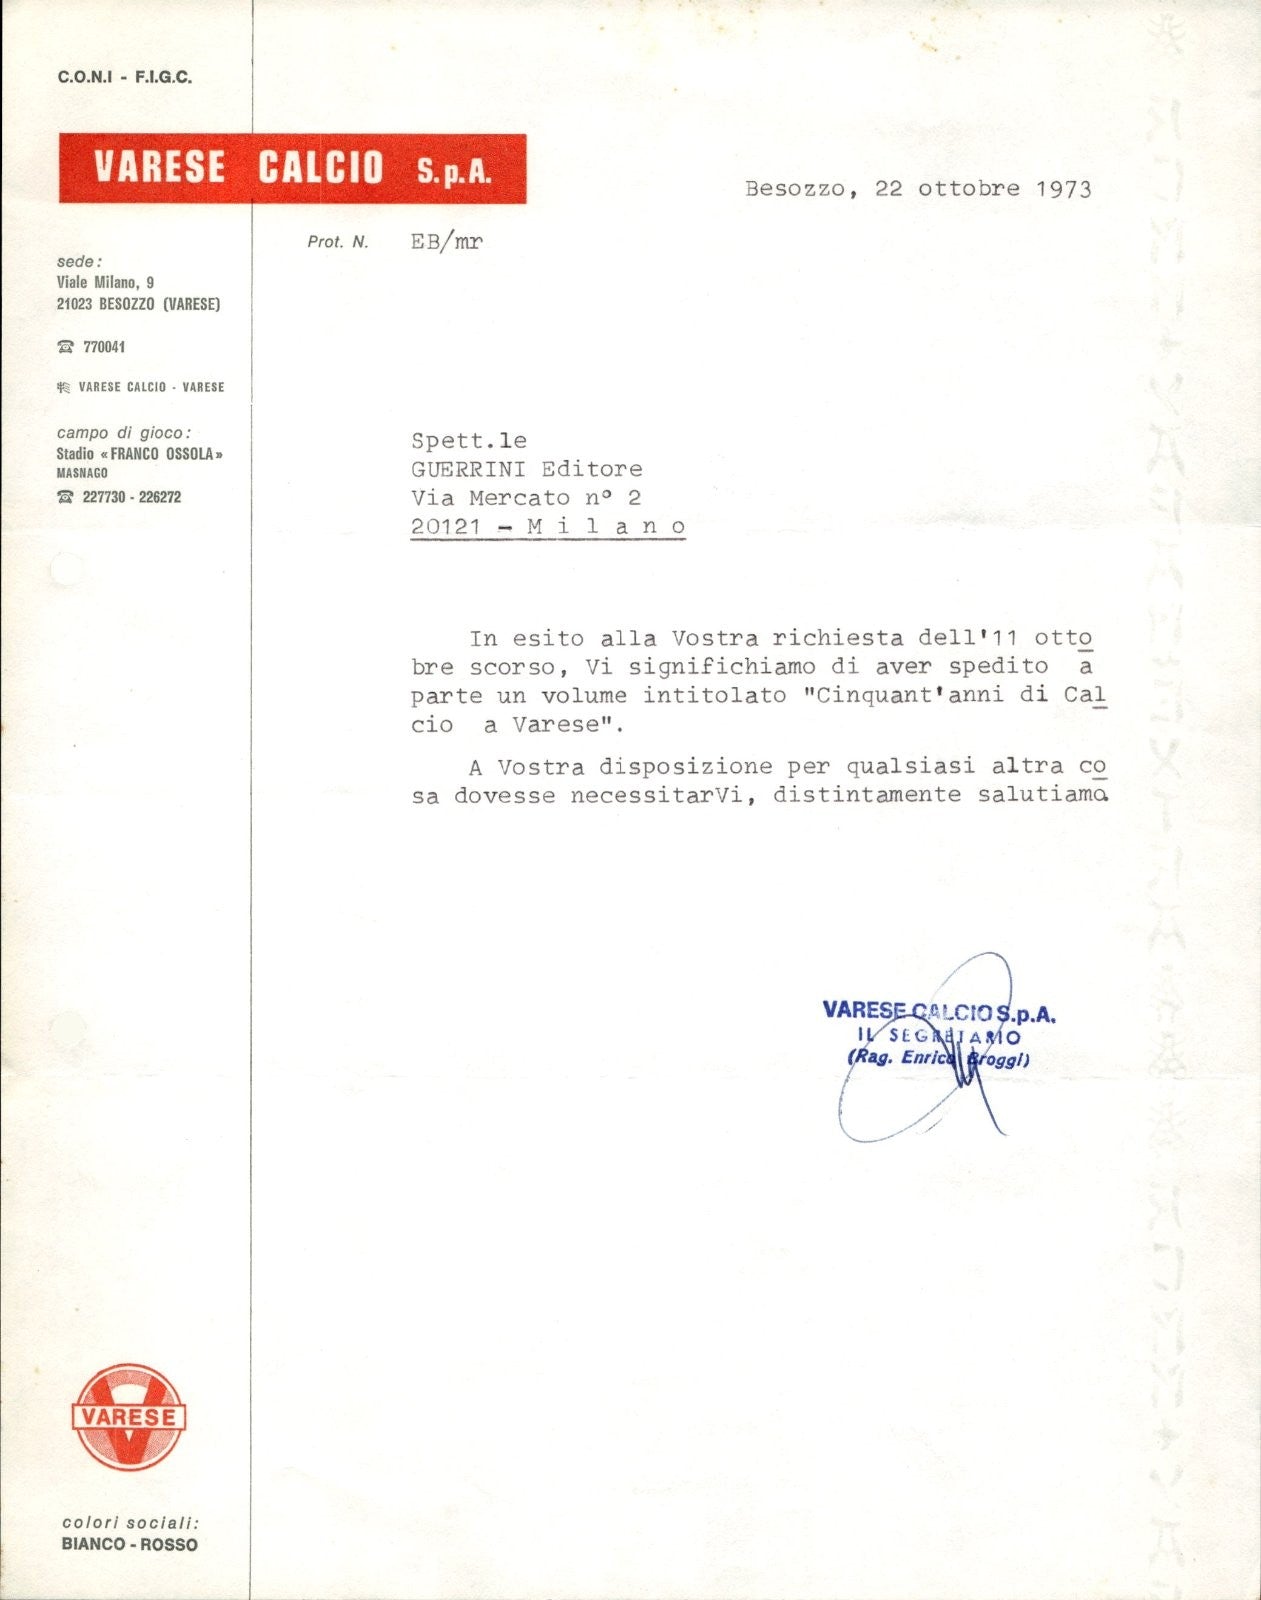 C.O.N.I - F.I.G.C.
VARESE CALCIO S.p.A.
Besozzo, 22 ottobre 1973
Prot. N. EB/mr
sede:
Viale Milano, 9
21023 BESOZZO (VARESE)
☎ 770041
VARESE CALCIO - VARESE
campo di gioco:
Stadio «FRANCO OSSOLA»
MASNAGO
☎ 227730 - 226272
Spett.le
GUERRINI Editore
Via Mercato n° 2
20121 - M i l a n o
In esito alla Vostra richiesta dell'11 otto
bre scorso, Vi significhiamo di aver spedito a
parte un volume intitolato "Cinquant'anni di Cal
cio a Varese".
A Vostra disposizione per qualsiasi altra co
sa dovesse necessitarVi, distintamente salutiamo.
VARESE CALCIO S.p.A.
IL SEGRETARIO
(Rag. Enrico Broggi)
VARESE
colori sociali:
BIANCO - ROSSO